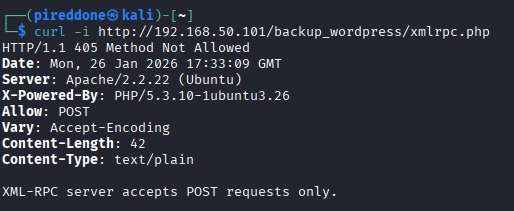 ┌──(pireddone㉿kali)-[~]
└─$ curl -i http://192.168.50.101/backup_wordpress/xmlrpc.php
HTTP/1.1 405 Method Not Allowed
Date: Mon, 26 Jan 2026 17:33:09 GMT
Server: Apache/2.2.22 (Ubuntu)
X-Powered-By: PHP/5.3.10-1ubuntu3.26
Allow: POST
Vary: Accept-Encoding
Content-Length: 42
Content-Type: text/plain

XML-RPC server accepts POST requests only.